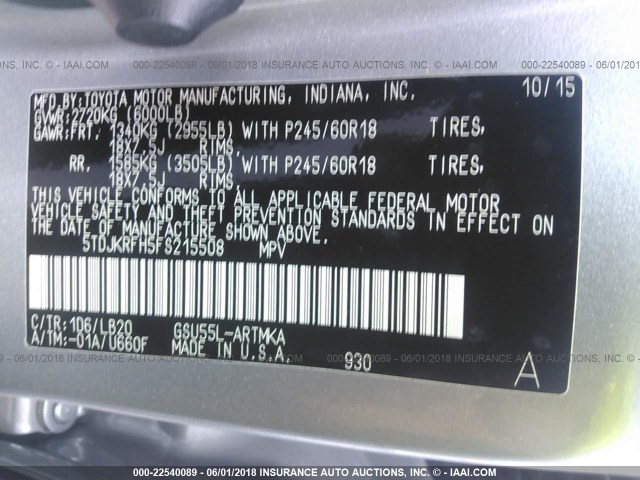 000-22540089 - 06/01/2018 INSURANCE AUTO AUCTIONS, INC. - © - IAAI.COM
10/15
MFD.BY:TOYOTA MOTOR MANUFACTURING, INDIANA, INC.
GVWR:2720KG (6000LB)
GAWR:FRT, 1340KG (2955LB) WITH P245/60R18 TIRES,
18X7.5J RIMS,
RR, 1585KG (3505LB) WITH P245/60R18 TIRES,
18X7.5J RIMS,
THIS VEHICLE CONFORMS TO ALL APPLICABLE FEDERAL MOTOR
VEHICLE SAFETY AND THEFT PREVENTION STANDARDS IN EFFECT ON
THE DATE OF MANUFACTURE SHOWN ABOVE.
5TDJKRFH5FS215508 MPV
000-22540089 - 06/01/2018 INSURANCE AUTO AUCTIONS, INC. - © - IAAI.COM
C/TR:1D6/LB20 GSU55L-ARTMKA
A/TM:-01A/U660F MADE IN U.S.A. 930
A
000-22540089 - 06/01/2018 INSURANCE AUTO AUCTIONS, INC. - © - IAAI.COM